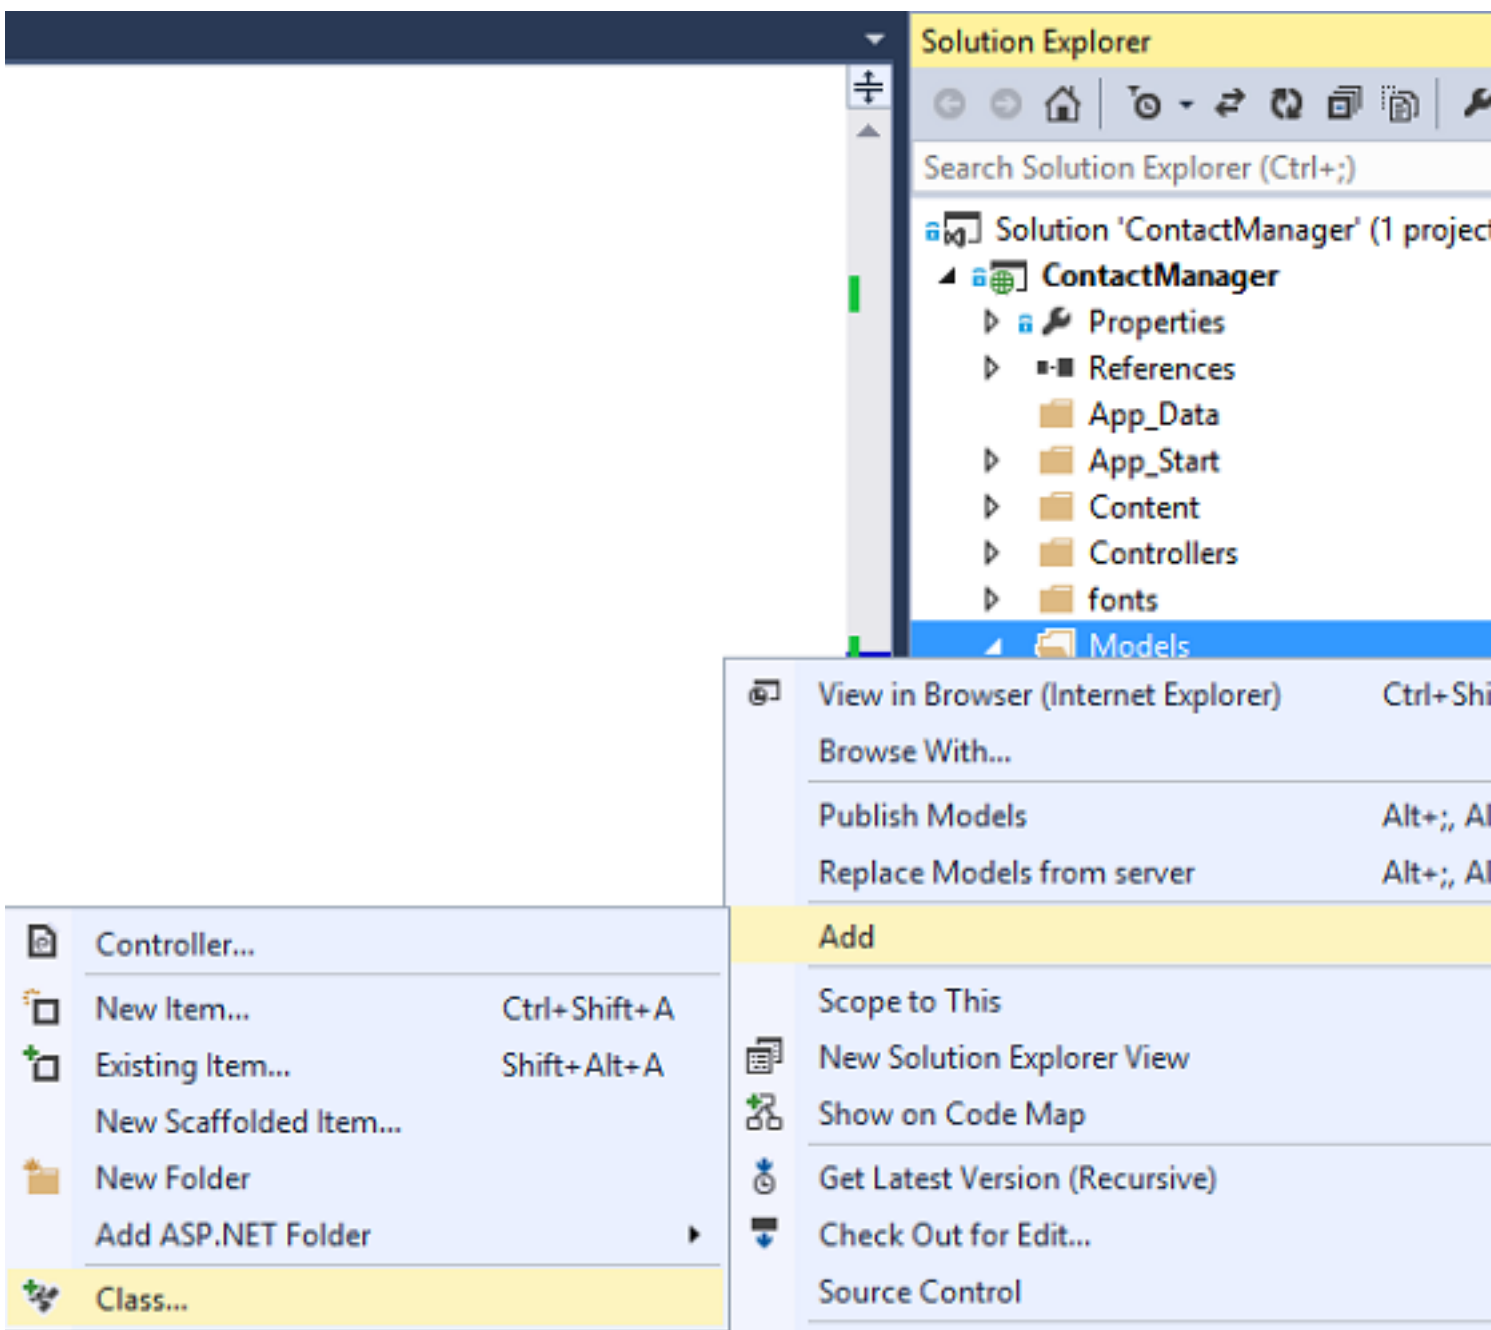 Solution Explorer
Search Solution Explorer (Ctrl+;)
Solution 'ContactManager' (1 project
ContactManager
Properties
References
App_Data
App_Start
Content
Controllers
fonts
Models
View in Browser (Internet Explorer) Ctrl+Shi
Browse With...
Publish Models Alt+;, Al
Replace Models from server Alt+;, Al
Add
Scope to This
New Solution Explorer View
Show on Code Map
Get Latest Version (Recursive)
Check Out for Edit...
Source Control
Controller...
New Item... Ctrl+Shift+A
Existing Item... Shift+Alt+A
New Scaffolded Item...
New Folder
Add ASP.NET Folder
Class...